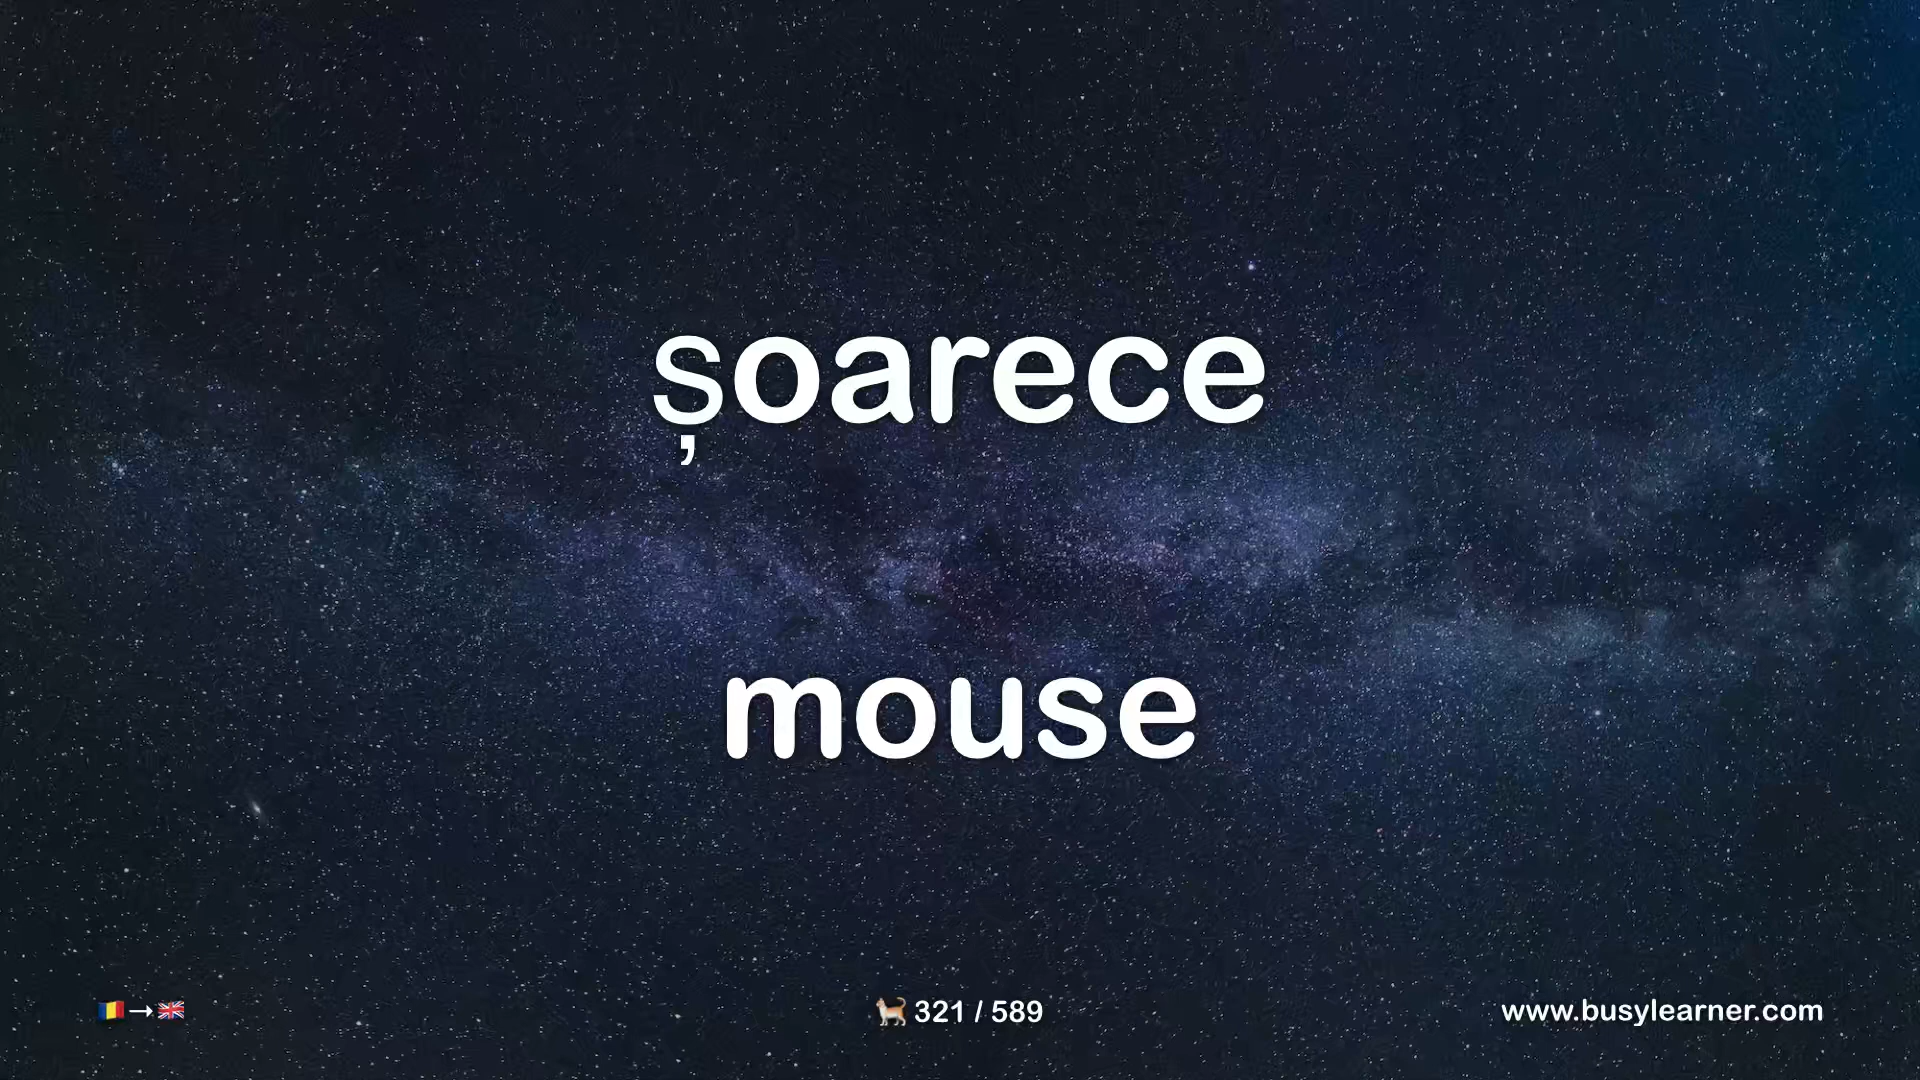 șoarece
mouse
🇷🇴→🇬🇧
🐕 321 / 589
www.busylearner.com